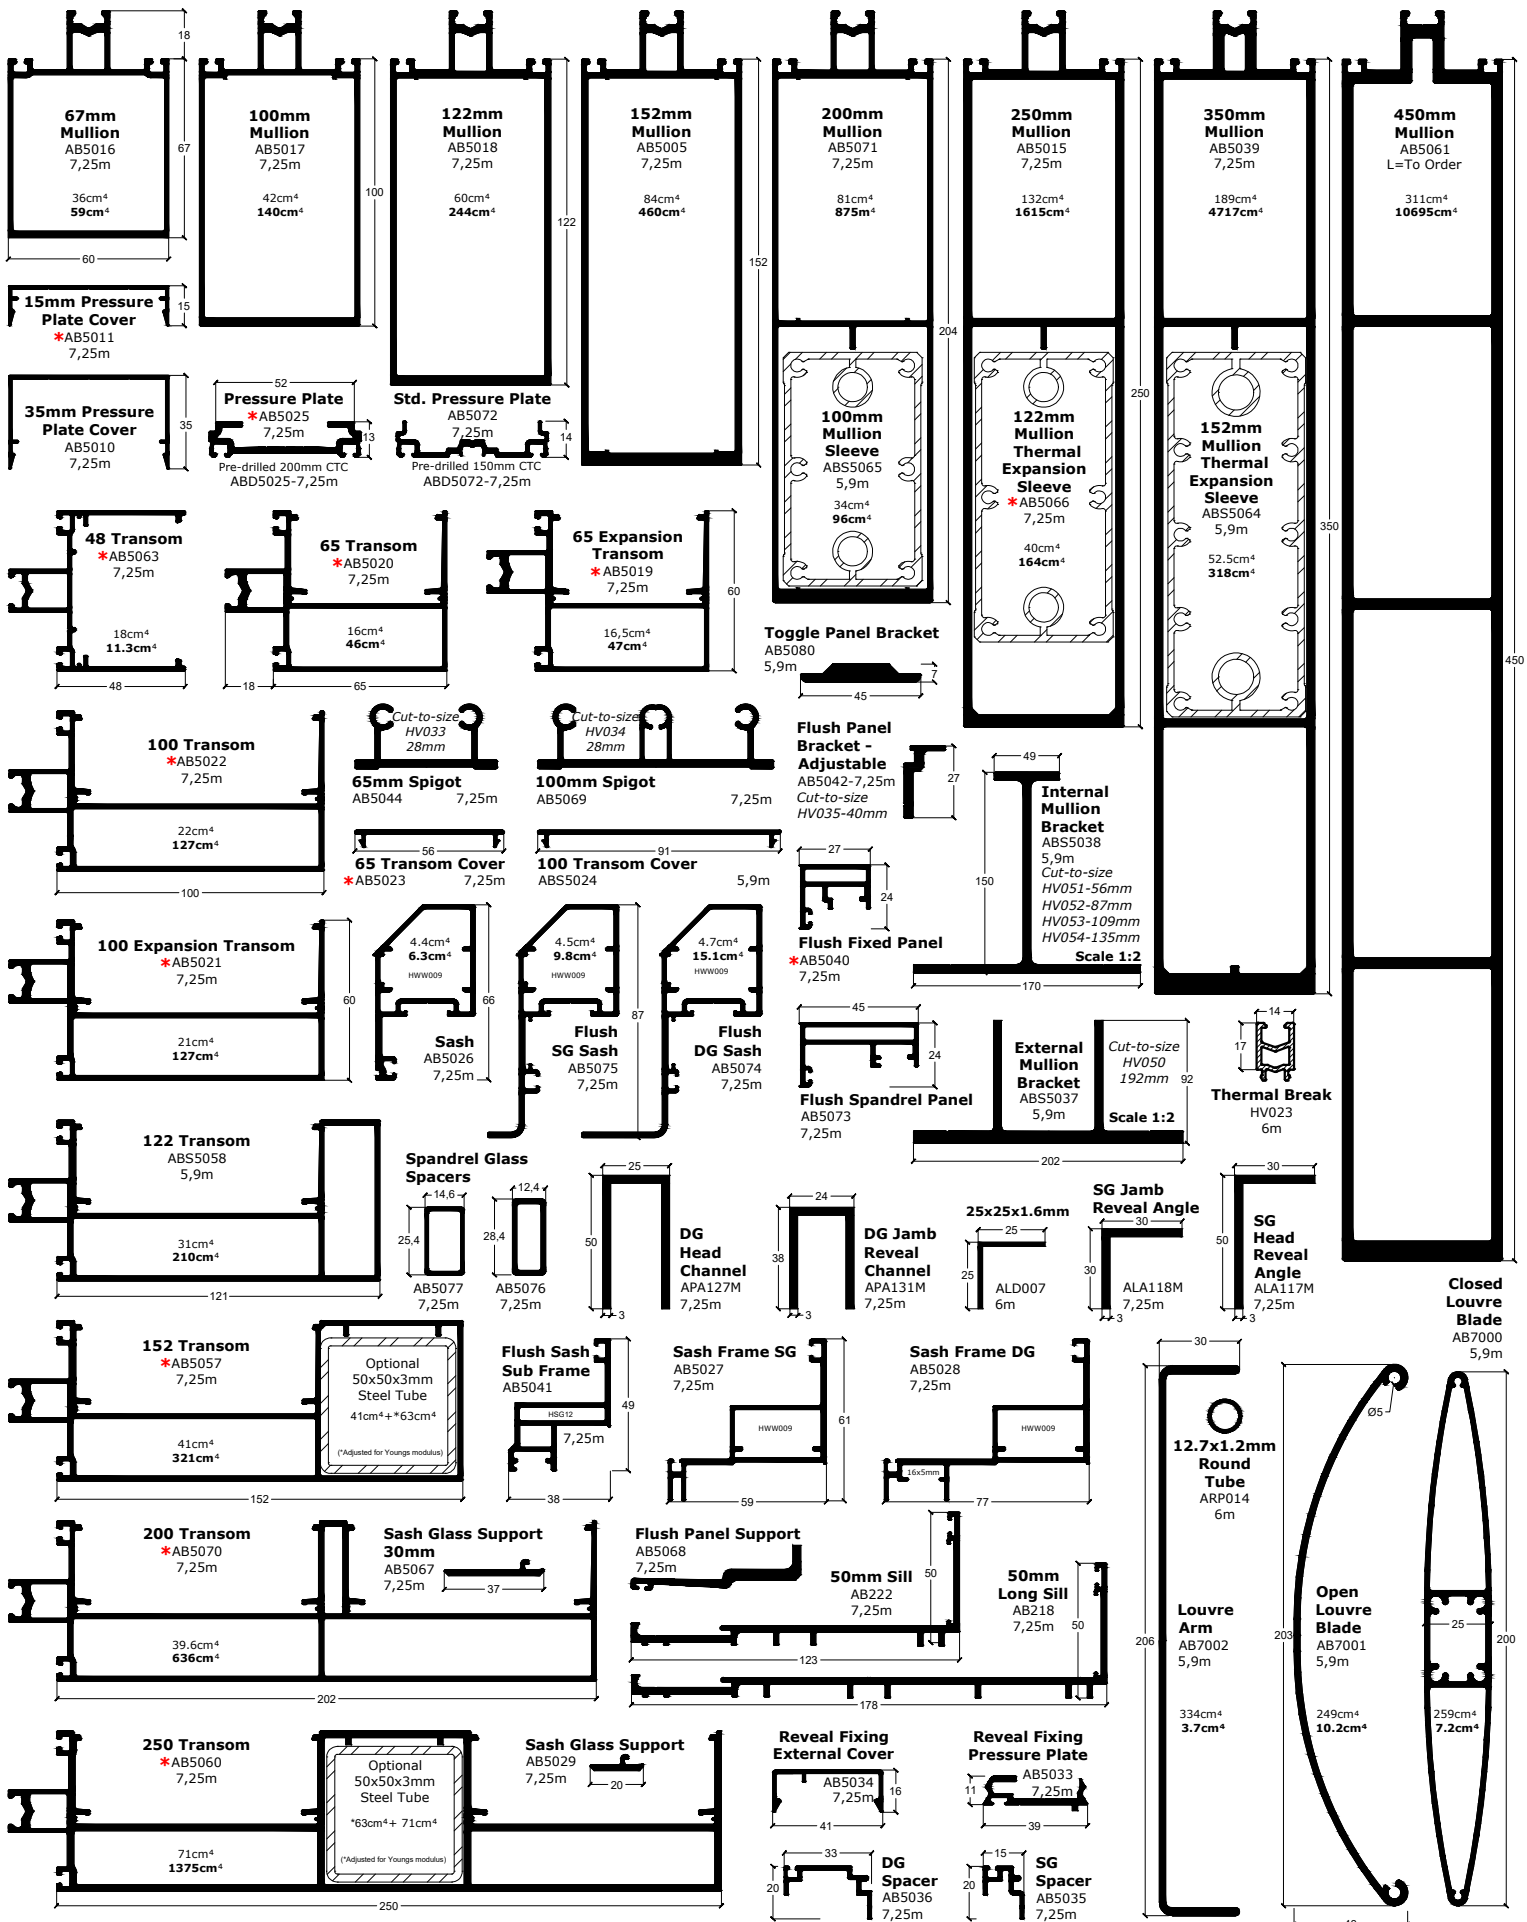 18
67mm
Mullion
AB5016
7,25m
36cm⁴
59cm⁴
67
60
100mm
Mullion
AB5017
7,25m
42cm⁴
140cm⁴
100
122mm
Mullion
AB5018
7,25m
60cm⁴
244cm⁴
122
152mm
Mullion
AB5005
7,25m
84cm⁴
460cm⁴
152
200mm
Mullion
AB5071
7,25m
81cm⁴
875m⁴
204
250mm
Mullion
AB5015
7,25m
132cm⁴
1615cm⁴
250
350mm
Mullion
AB5039
7,25m
189cm⁴
4717cm⁴
350
450mm
Mullion
AB5061
L=To Order
311cm⁴
10695cm⁴
450
15mm Pressure
Plate Cover
*AB5011
7,25m
15
35mm Pressure
Plate Cover
AB5010
7,25m
35
52
Pressure Plate
*AB5025
7,25m
13
Pre-drilled 200mm CTC
ABD5025-7,25m
Std. Pressure Plate
AB5072
7,25m
14
Pre-drilled 150mm CTC
ABD5072-7,25m
100mm
Mullion
Sleeve
ABS5065
5,9m
34cm⁴
96cm⁴
122mm
Mullion
Thermal
Expansion
Sleeve
*AB5066
7,25m
40cm⁴
164cm⁴
152mm
Mullion
Thermal
Expansion
Sleeve
ABS5064
5,9m
52.5cm⁴
318cm⁴
48 Transom
*AB5063
7,25m
18cm⁴
11.3cm⁴
48
65 Transom
*AB5020
7,25m
16cm⁴
46cm⁴
18
65
65 Expansion
Transom
*AB5019
7,25m
16,5cm⁴
47cm⁴
60
Toggle Panel Bracket
AB5080
5,9m
7
45
100 Transom
*AB5022
7,25m
22cm⁴
127cm⁴
100
Cut-to-size
HV033
28mm
65mm Spigot
AB5044 7,25m
Cut-to-size
HV034
28mm
100mm Spigot
AB5069 7,25m
56
65 Transom Cover
*AB5023 7,25m
91
100 Transom Cover
ABS5024 5,9m
Flush Panel
Bracket -
Adjustable
AB5042-7,25m
Cut-to-size
HV035-40mm
27
49
Internal
Mullion
Bracket
ABS5038
5,9m
Cut-to-size
HV051-56mm
HV052-87mm
HV053-109mm
HV054-135mm
Scale 1:2
150
170
27
24
Flush Fixed Panel
*AB5040
7,25m
100 Expansion Transom
*AB5021
7,25m
21cm⁴
127cm⁴
60
4.4cm⁴
6.3cm⁴
HWW009
66
Sash
AB5026
7,25m
4.5cm⁴
9.8cm⁴
HWW009
87
Flush
SG Sash
AB5075
7,25m
4.7cm⁴
15.1cm⁴
HWW009
Flush
DG Sash
AB5074
7,25m
45
24
Flush Spandrel Panel
AB5073
7,25m
External
Mullion
Bracket
ABS5037
5,9m
Cut-to-size
HV050
192mm
92
Scale 1:2
202
14
17
Thermal Break
HV023
6m
122 Transom
ABS5058
5,9m
31cm⁴
210cm⁴
121
Spandrel Glass
Spacers
14,6
25,4
AB5077
7,25m
12,4
28,4
AB5076
7,25m
25
50
3
DG
Head
Channel
APA127M
7,25m
24
38
3
DG Jamb
Reveal
Channel
APA131M
7,25m
25x25x1.6mm
25
25
ALD007
6m
SG Jamb
Reveal Angle
30
30
3
ALA118M
7,25m
30
50
3
SG
Head
Reveal
Angle
ALA117M
7,25m
Closed
Louvre
Blade
AB7000
5,9m
152 Transom
*AB5057
7,25m
41cm⁴
321cm⁴
152
Optional
50x50x3mm
Steel Tube
41cm⁴+*63cm⁴
(*Adjusted for Youngs modulus)
Flush Sash
Sub Frame
AB5041
HSG12
7,25m
49
38
Sash Frame SG
AB5027
7,25m
HWW009
61
59
Sash Frame DG
AB5028
7,25m
HWW009
16x5mm
77
30
12.7x1.2mm
Round
Tube
ARP014
6m
206
Louvre
Arm
AB7002
5,9m
334cm⁴
3.7cm⁴
Ø5
203
Open
Louvre
Blade
AB7001
5,9m
249cm⁴
10.2cm⁴
25
200
259cm⁴
7.2cm⁴
200 Transom
*AB5070
7,25m
39.6cm⁴
636cm⁴
202
Sash Glass Support
30mm
AB5067
7,25m
37
Flush Panel Support
AB5068
7,25m
50mm Sill
AB222
7,25m
50
123
50mm
Long Sill
AB218
7,25m
50
178
250 Transom
*AB5060
7,25m
71cm⁴
1375cm⁴
250
Optional
50x50x3mm
Steel Tube
*63cm⁴+ 71cm⁴
(*Adjusted for Youngs modulus)
Sash Glass Support
AB5029
7,25m
20
Reveal Fixing
External Cover
AB5034
7,25m
16
41
Reveal Fixing
Pressure Plate
AB5033
7,25m
11
39
33
20
DG
Spacer
AB5036
7,25m
15
20
SG
Spacer
AB5035
7,25m